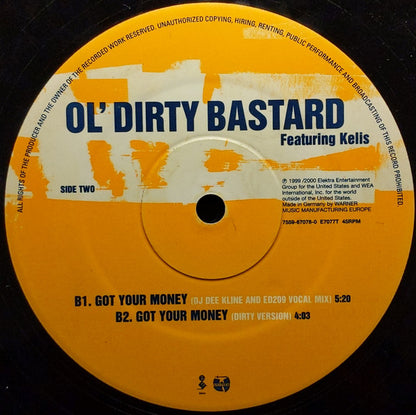 ALL RIGHTS OF THE PRODUCER AND THE OWNER OF THE RECORDED WORK RESERVED, UNAUTHORIZED COPYING, HIRING, RENTING, PUBLIC PERFORMANCE AND BROADCASTING OF THIS RECORD PROHIBITED.
OL' DIRTY BASTARD
Featuring Kelis
SIDE TWO
℗ 1999 /2000 Elektra Entertainment
Group for the United States and WEA
International, Inc. for the world
outside of the United States.
Made in Germany by WARNER
MUSIC MANUFACTURING EUROPE
7559-67078-0 E7077T 45RPM
B1. GOT YOUR MONEY (DJ DEE KLINE AND ED209 VOCAL MIX) 5:20
B2. GOT YOUR MONEY (DIRTY VERSION) 4:03